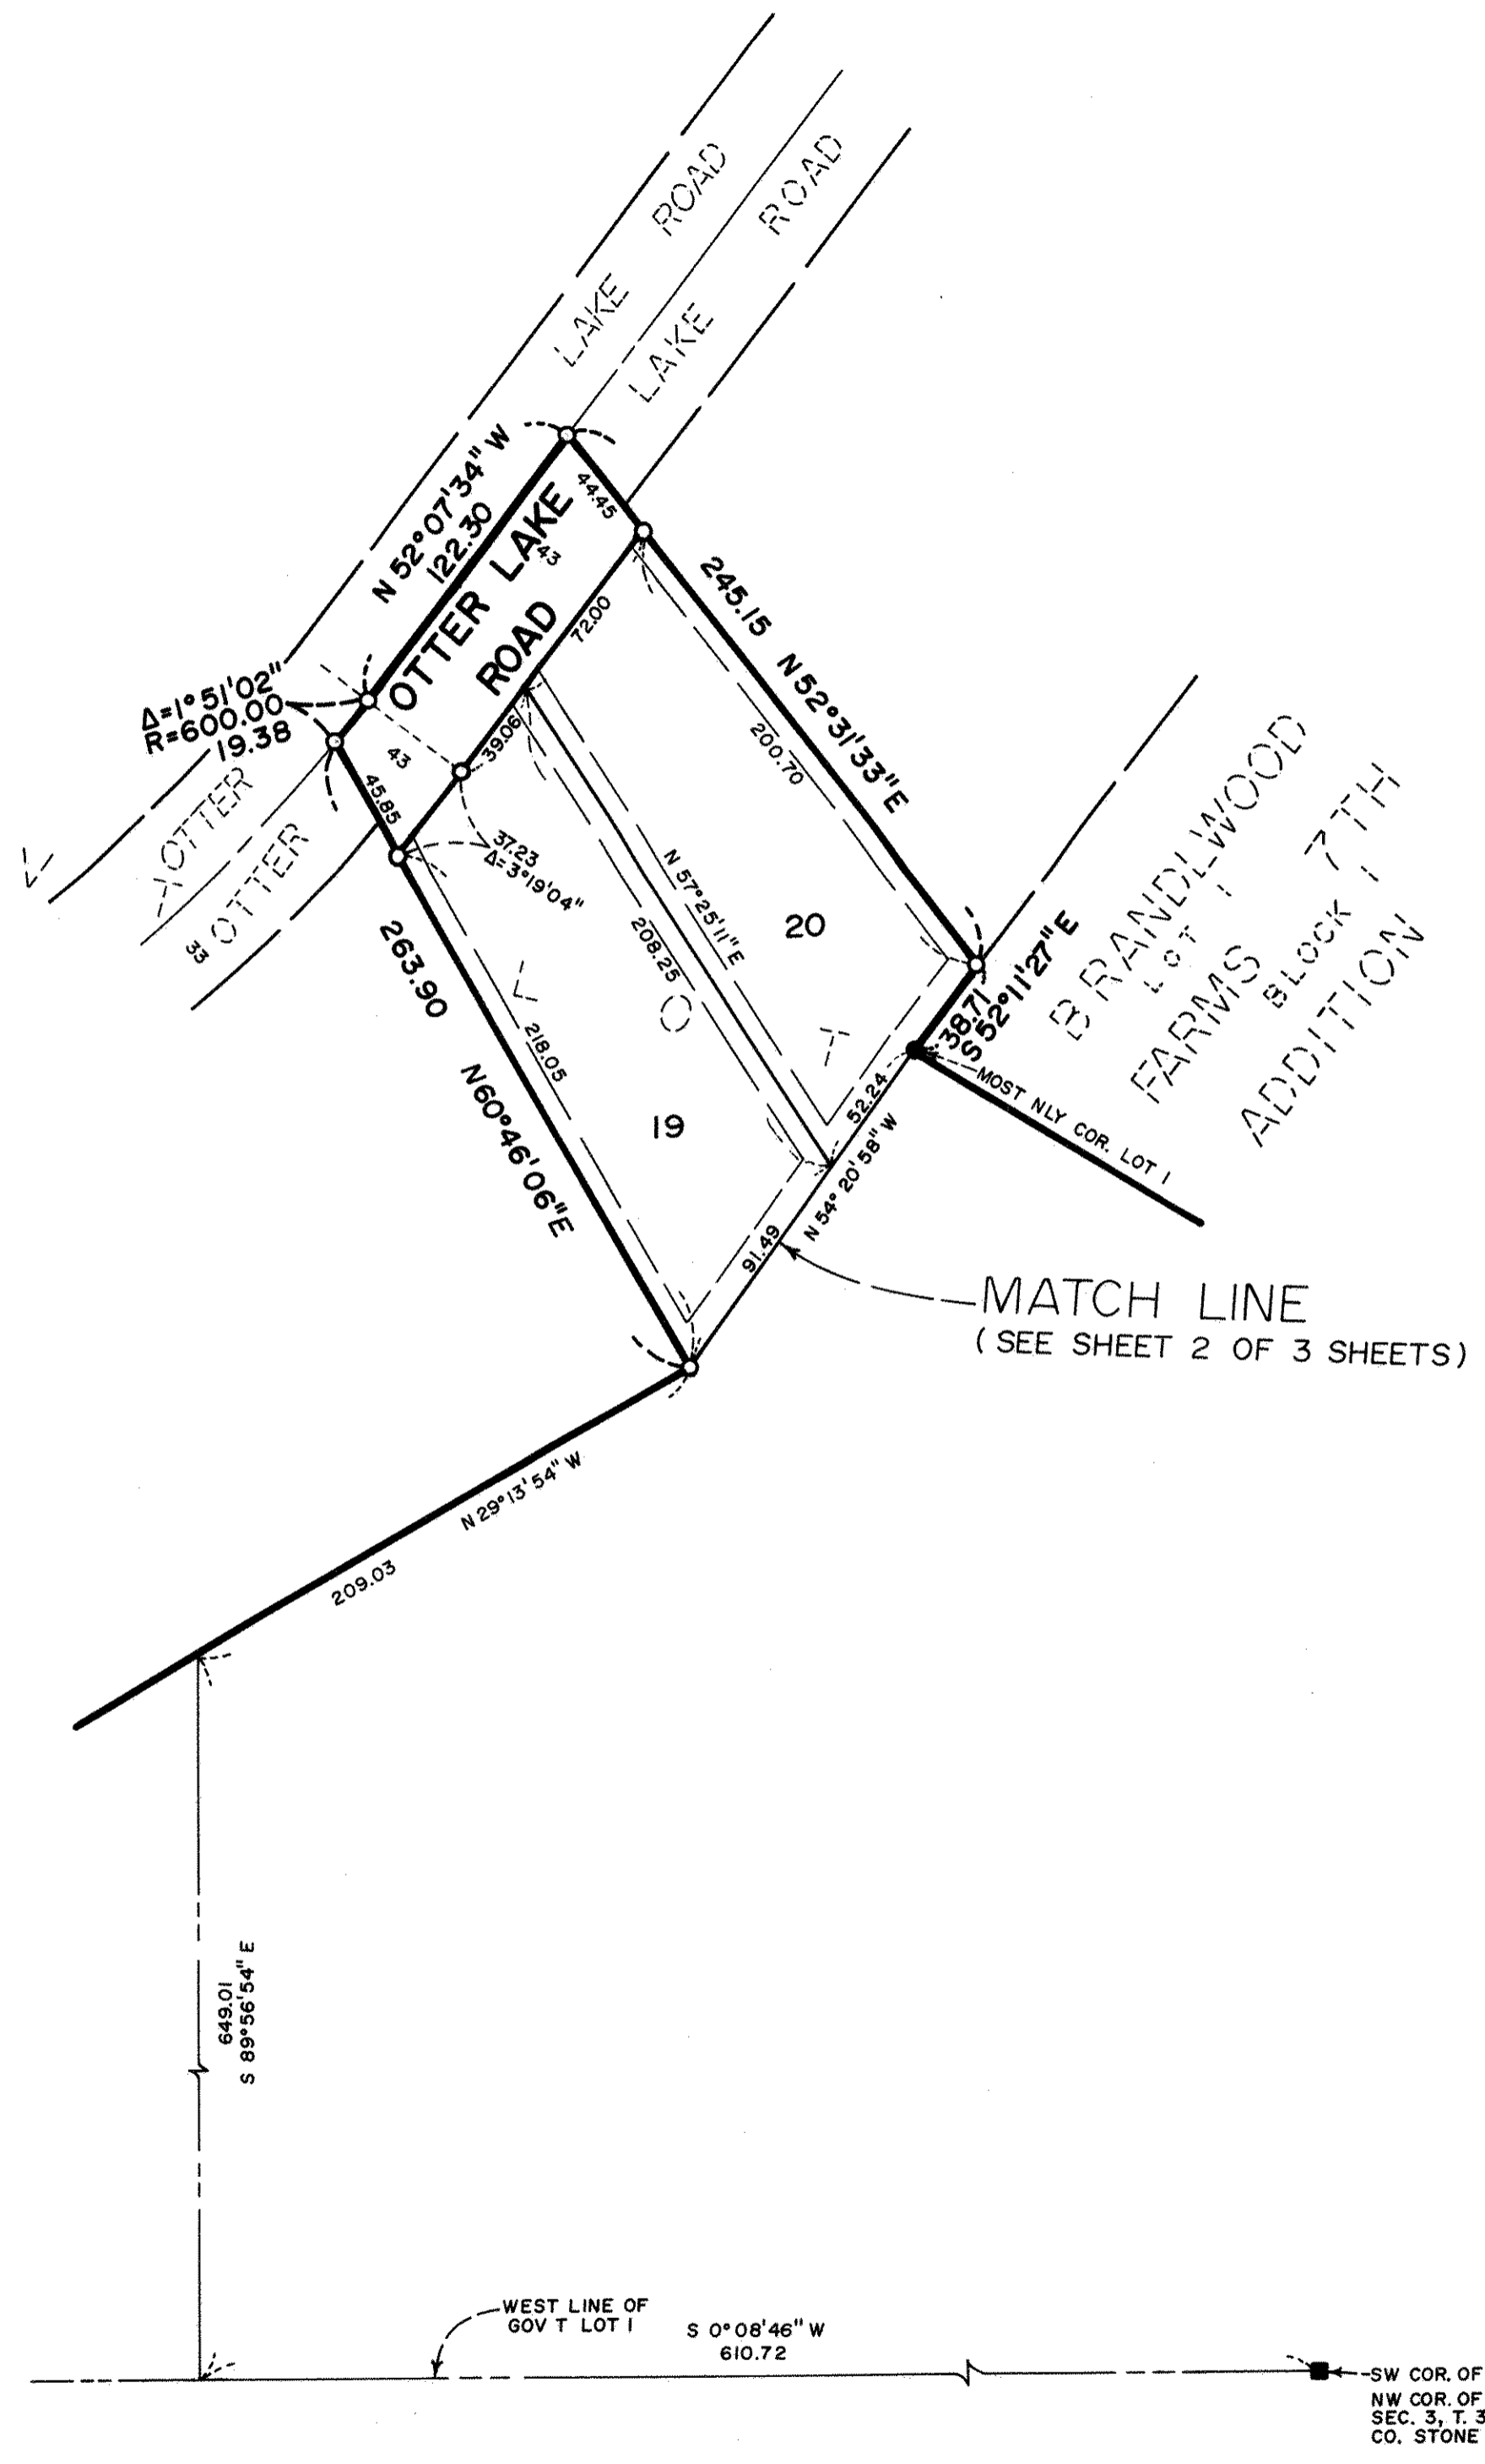 LAKE ROAD
LAKE ROAD
N 52°07'34" W
122.30
44.45
OTTER LAKE
ROAD
43
72.00
245.15 N52°31'33"E
200.70
Δ=1°51'02"
R=600.00
19.38
43
39.06
45.85
OTTER
OTTER
33
37.23
Δ=3°19'04"
N 57°25'11"E
208.25
20
263.90
N60°46'06"E
218.05
L
O
T
19
38.71
S 52°11'27"E
BRANDLWOOD
LOT 1
FARMS 7TH
BLOCK 1
ADDITION
MOST NLY COR. LOT 1
52.24
N 54° 20'58" W
91.49
MATCH LINE
(SEE SHEET 2 OF 3 SHEETS)
N 29°13'54" W
209.03
649.01
S 89°56'54" E
WEST LINE OF
GOV T LOT 1
S 0°08'46" W
610.72
SW COR. OF
NW COR. OF
SEC. 3, T. 3
CO. STONE